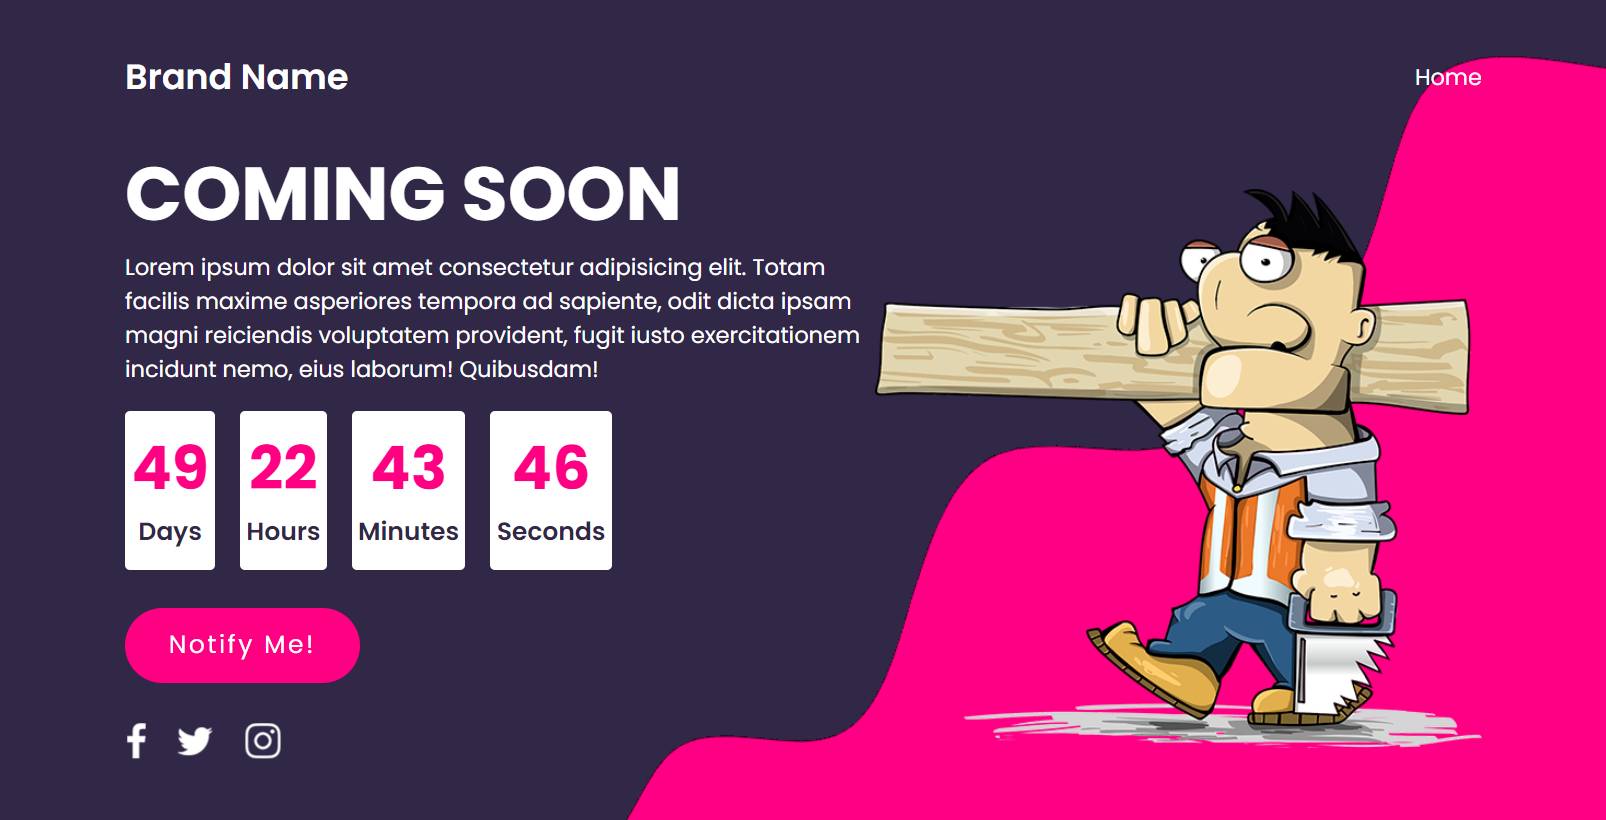 Brand Name
Home
COMING SOON
Lorem ipsum dolor sit amet consectetur adipisicing elit. Totam
facilis maxime asperiores tempora ad sapiente, odit dicta ipsam
magni reiciendis voluptatem provident, fugit iusto exercitationem
incidunt nemo, eius laborum! Quibusdam!
49 22 43 46
Days Hours Minutes Seconds
Notify Me!